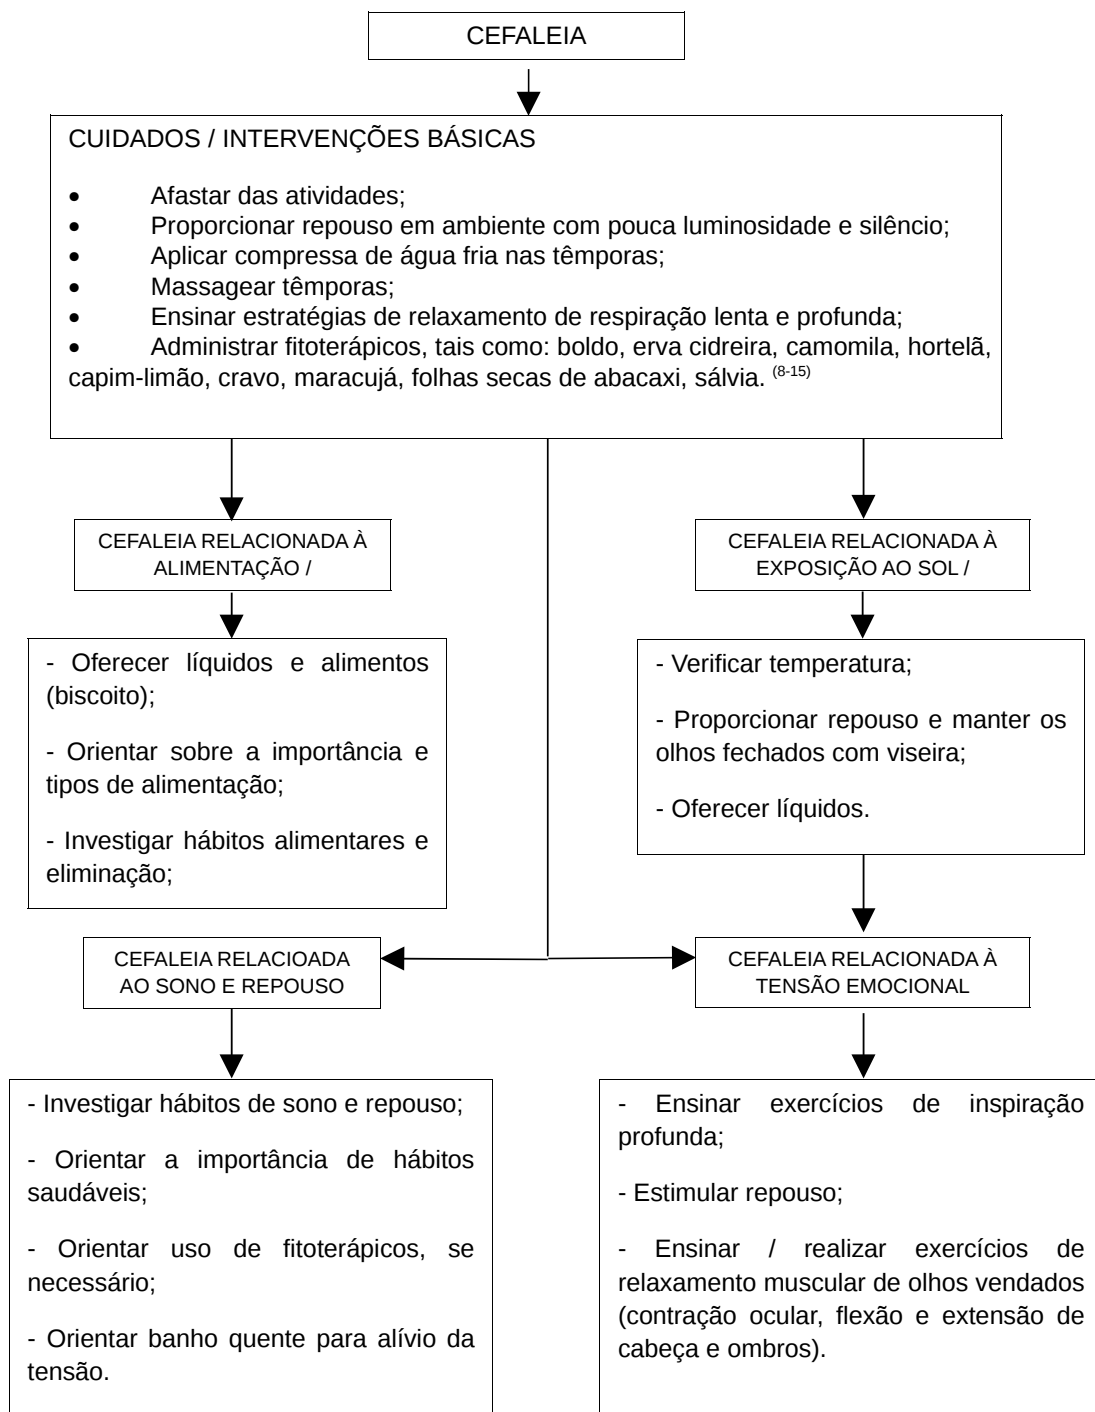 CEFALEIA
CUIDADOS / INTERVENÇÕES BÁSICAS
• Afastar das atividades;
• Proporcionar repouso em ambiente com pouca luminosidade e silêncio;
• Aplicar compressa de água fria nas têmporas;
• Massagear têmporas;
• Ensinar estratégias de relaxamento de respiração lenta e profunda;
• Administrar fitoterápicos, tais como: boldo, erva cidreira, camomila, hortelã,
capim-limão, cravo, maracujá, folhas secas de abacaxi, sálvia. (8-15)
CEFALEIA RELACIONADA À
ALIMENTAÇÃO /
- Oferecer líquidos e alimentos
(biscoito);
- Orientar sobre a importância e
tipos de alimentação;
- Investigar hábitos alimentares e
eliminação;
CEFALEIA RELACIONADA À
EXPOSIÇÃO AO SOL /
- Verificar temperatura;
- Proporcionar repouso e manter os
olhos fechados com viseira;
- Oferecer líquidos.
CEFALEIA RELACIOADA
AO SONO E REPOUSO
- Investigar hábitos de sono e repouso;
- Orientar a importância de hábitos
saudáveis;
- Orientar uso de fitoterápicos, se
necessário;
- Orientar banho quente para alívio da
tensão.
CEFALEIA RELACIONADA À
TENSÃO EMOCIONAL
- Ensinar exercícios de inspiração
profunda;
- Estimular repouso;
- Ensinar / realizar exercícios de
relaxamento muscular de olhos vendados
(contração ocular, flexão e extensão de
cabeça e ombros).